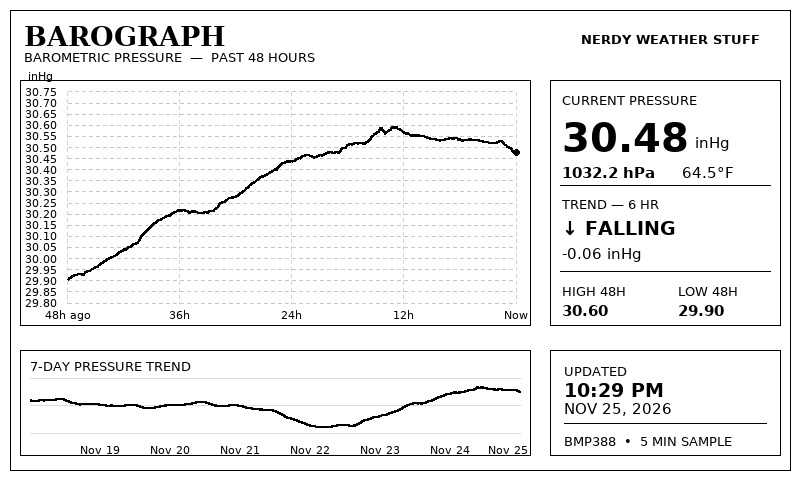 BAROGRAPH
BAROMETRIC PRESSURE — PAST 48 HOURS
NERDY WEATHER STUFF
inHg
30.75
30.70
30.65
30.60
30.55
30.50
30.45
30.40
30.35
30.30
30.25
30.20
30.15
30.10
30.05
30.00
29.95
29.90
29.85
29.80
48h ago 36h 24h 12h Now
CURRENT PRESSURE
30.48 inHg
1032.2 hPa 64.5°F
TREND — 6 HR
↓ FALLING
-0.06 inHg
HIGH 48H LOW 48H
30.60 29.90
7-DAY PRESSURE TREND
Nov 19 Nov 20 Nov 21 Nov 22 Nov 23 Nov 24 Nov 25
UPDATED
10:29 PM
NOV 25, 2026
BMP388 • 5 MIN SAMPLE